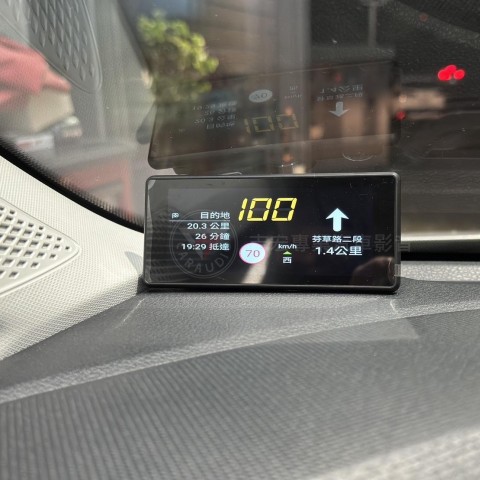 目的地
20.3 公里
26 分鐘
19:29 抵達
100
70
km/h
西
芬草路二段
1.4公里